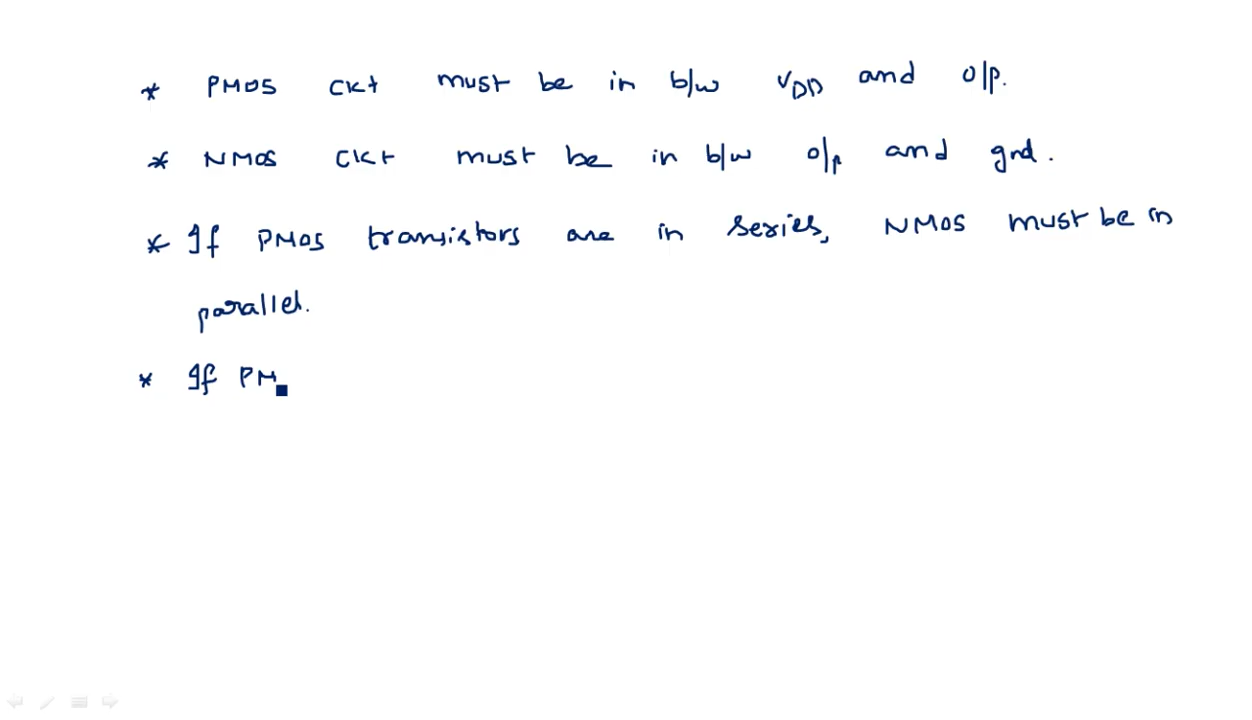 * PMOS ckt must be in b/w VDD and o/p.
* NMOS ckt must be in b/w o/p and gnd.
* If PMOS transistors are in series, NMOS must be in
parallel.
* If PM